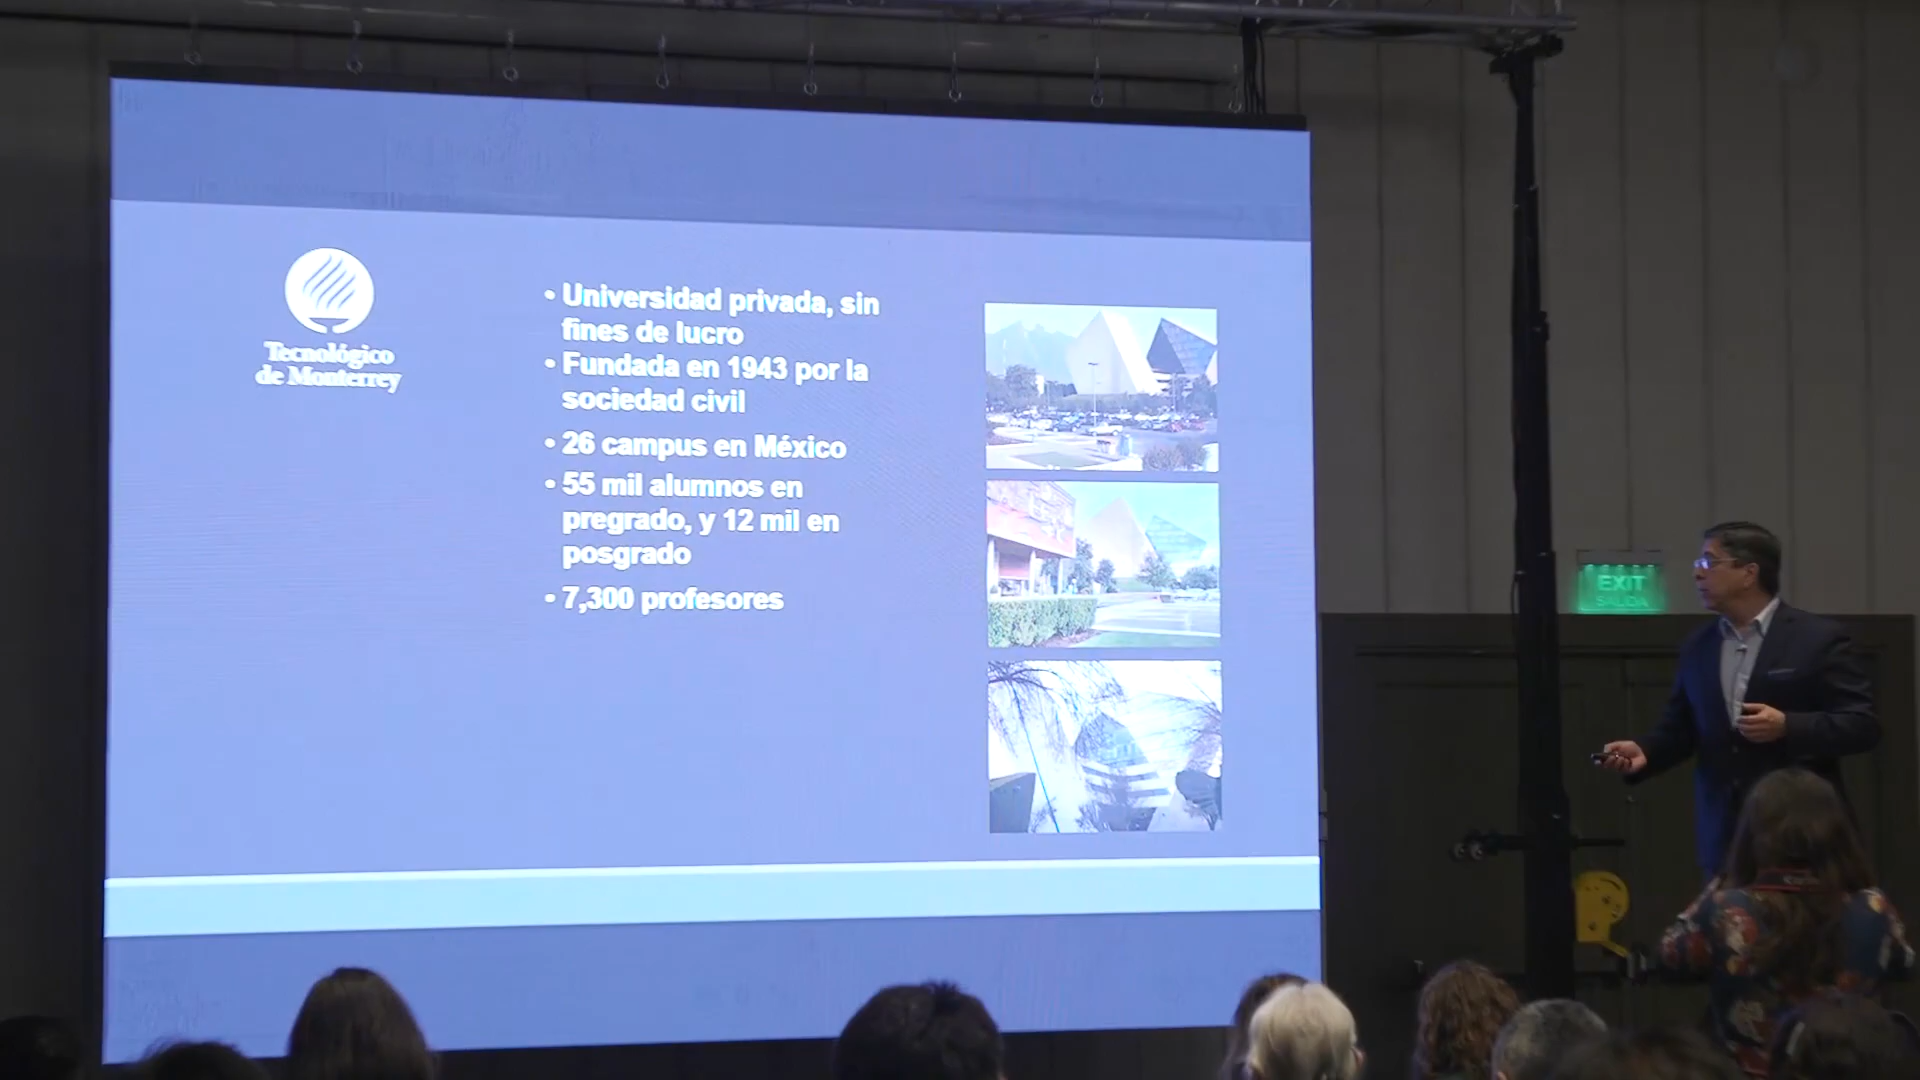 Tecnológico
de Monterrey
• Universidad privada, sin
fines de lucro
• Fundada en 1943 por la
sociedad civil
• 26 campus en México
• 55 mil alumnos en
pregrado, y 12 mil en
posgrado
• 7,300 profesores
EXIT
SALIDA